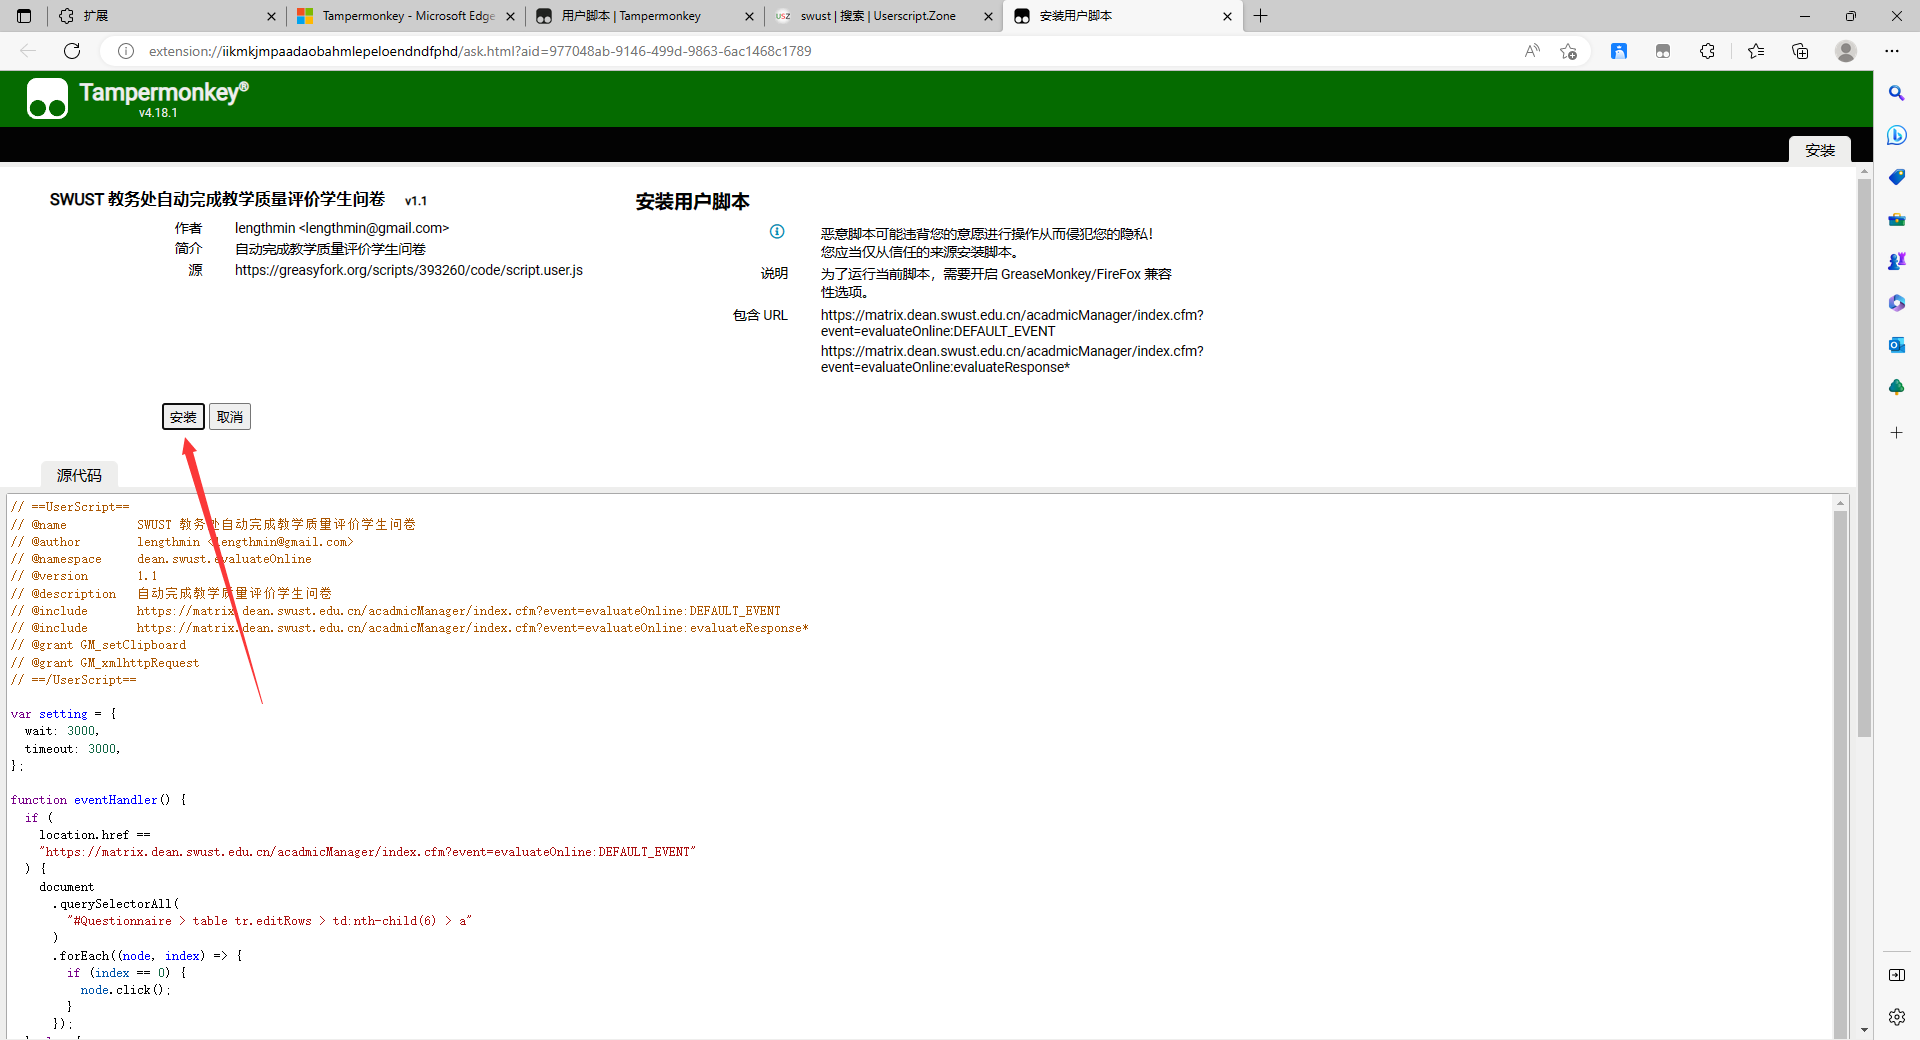 扩展
Tampermonkey - Microsoft Edge
用户脚本 | Tampermonkey
USZ
swust | 搜索 | Userscript.Zone
安装用户脚本
extension://iikmkjmpaadaobahmlepeloendndfphd/ask.html?aid=977048ab-9146-499d-9863-6ac1468c1789
Tampermonkey®
v4.18.1
安装
SWUST 教务处自动完成教学质量评价学生问卷 v1.1
作者 lengthmin <lengthmin@gmail.com>
简介 自动完成教学质量评价学生问卷
源 https://greasyfork.org/scripts/393260/code/script.user.js
安装用户脚本
恶意脚本可能违背您的意愿进行操作从而侵犯您的隐私！
您应当仅从信任的来源安装脚本。
说明 为了运行当前脚本，需要开启 GreaseMonkey/FireFox 兼容
性选项。
包含 URL https://matrix.dean.swust.edu.cn/acadmicManager/index.cfm?
event=evaluateOnline:DEFAULT_EVENT
https://matrix.dean.swust.edu.cn/acadmicManager/index.cfm?
event=evaluateOnline:evaluateResponse*
安装 取消
源代码
// ==UserScript==
// @name SWUST 教务处自动完成教学质量评价学生问卷
// @author lengthmin <lengthmin@gmail.com>
// @namespace dean.swust.evaluateOnline
// @version 1.1
// @description 自动完成教学质量评价学生问卷
// @include https://matrix.dean.swust.edu.cn/acadmicManager/index.cfm?event=evaluateOnline:DEFAULT_EVENT
// @include https://matrix.dean.swust.edu.cn/acadmicManager/index.cfm?event=evaluateOnline:evaluateResponse*
// @grant GM_setClipboard
// @grant GM_xmlhttpRequest
// ==/UserScript==
var setting = {
wait: 3000,
timeout: 3000,
};
function eventHandler() {
if (
location.href ==
"https://matrix.dean.swust.edu.cn/acadmicManager/index.cfm?event=evaluateOnline:DEFAULT_EVENT"
) {
document
.querySelectorAll(
"#Questionnaire > table tr.editRows > td:nth-child(6) > a"
)
.forEach((node, index) => {
if (index == 0) {
node.click();
}
});